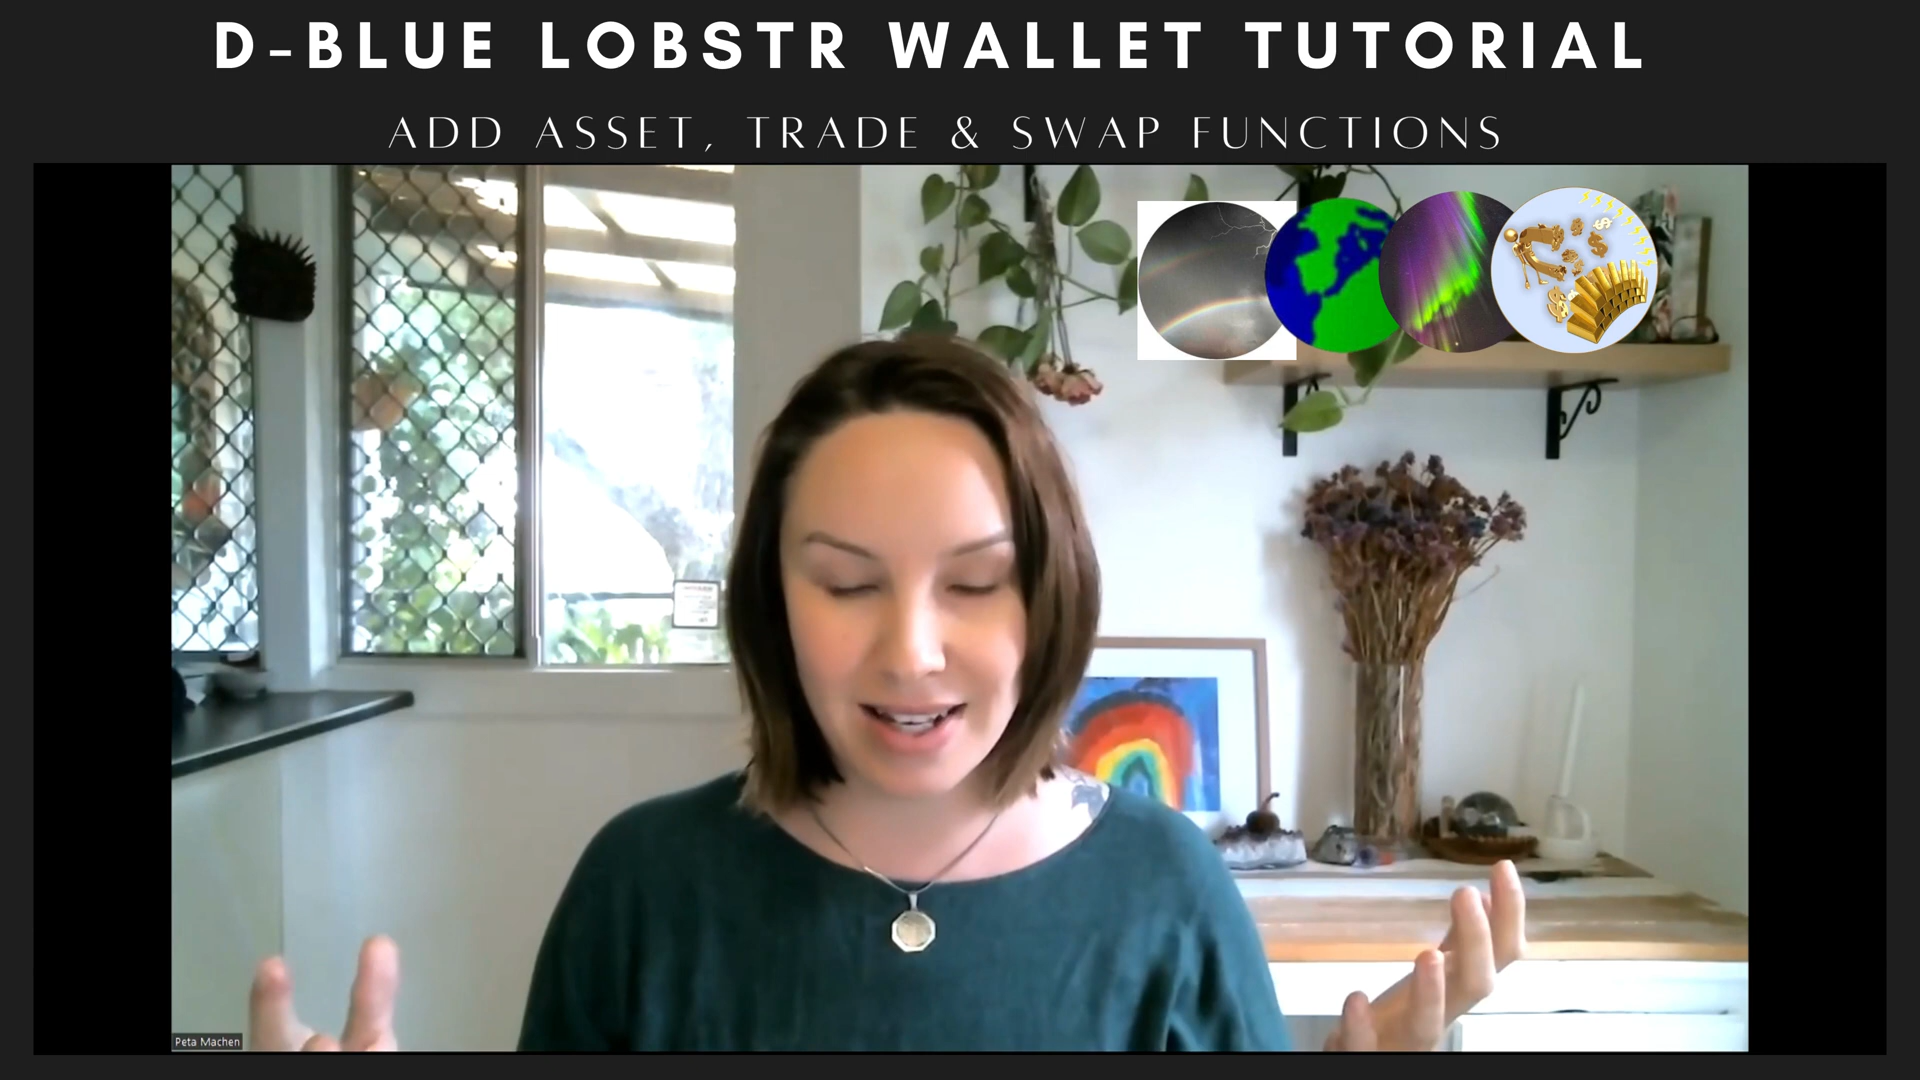 D-BLUE LOBSTR WALLET TUTORIAL
ADD ASSET, TRADE & SWAP FUNCTIONS
Peta Machen